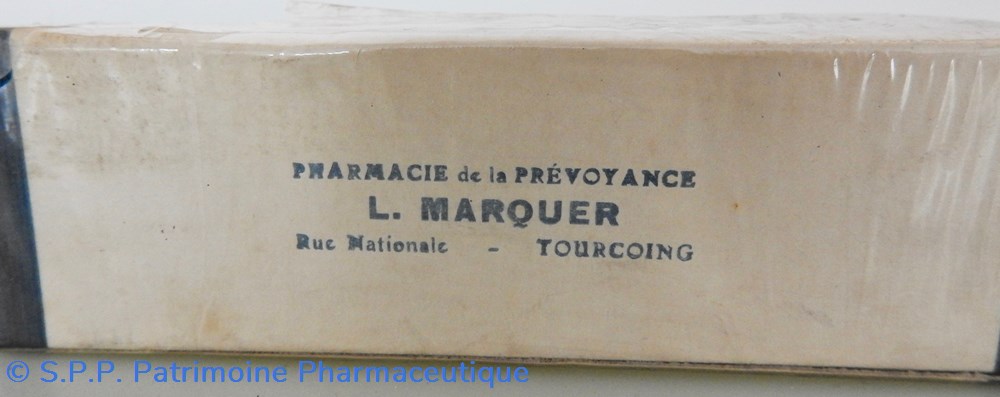 PHARMACIE de la PRÉVOYANCE
L. MARQUER
Rue Nationale - TOURCOING
© S.P.P. Patrimoine Pharmaceutique